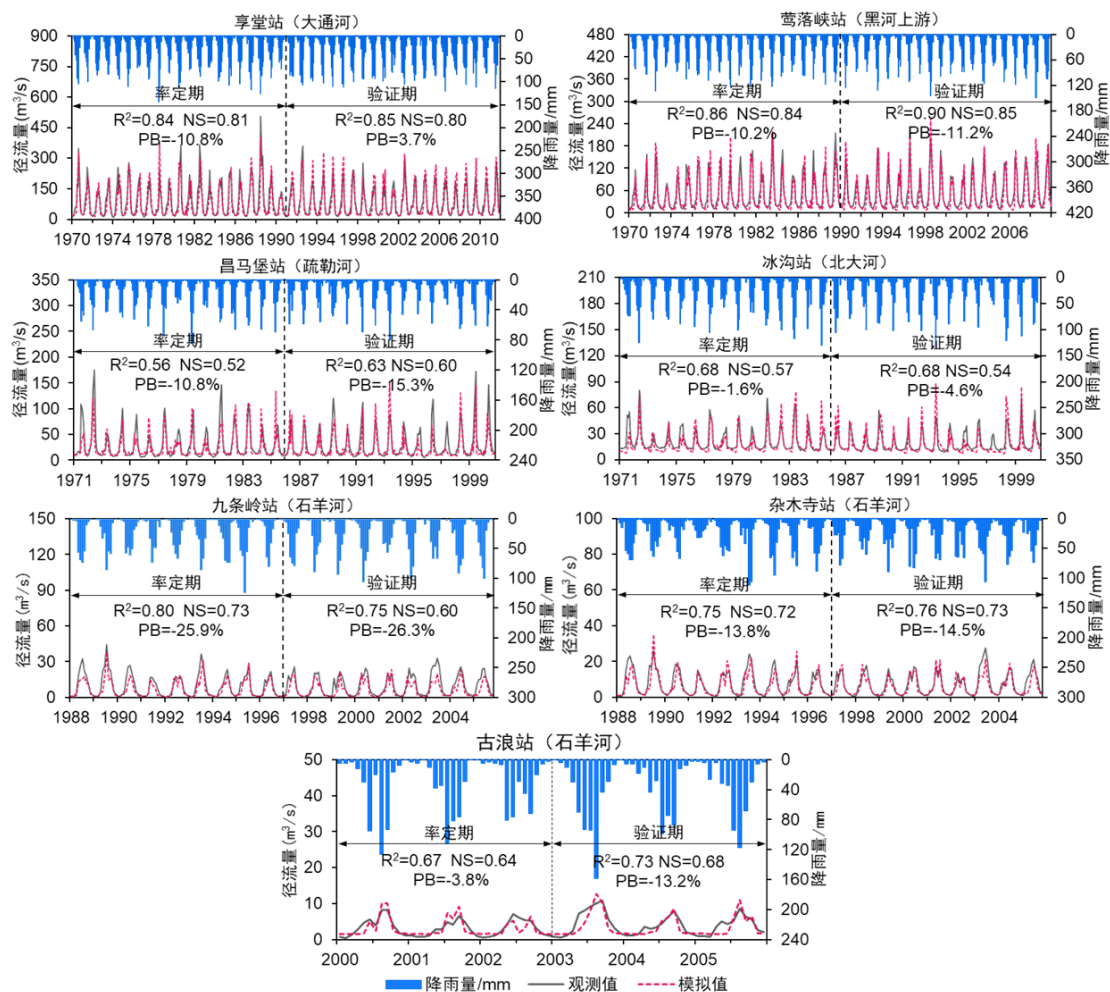 享堂站（大通河）
径流量(m³/s)
900
750
600
450
300
150
0
0
50
100
150
200
250
300
350
400
降雨量/mm
率定期
验证期
R²=0.84 NS=0.81
PB=-10.8%
R²=0.85 NS=0.80
PB=3.7%
1970 1974 1978 1982 1986 1990 1994 1998 2002 2006 2010
莺落峡站（黑河上游）
径流量(m³/s)
480
420
360
300
240
180
120
60
0
0
60
120
180
240
300
360
420
降雨量/mm
率定期
验证期
R²=0.86 NS=0.84
PB=-10.2%
R²=0.90 NS=0.85
PB=-11.2%
1970 1974 1978 1982 1986 1990 1994 1998 2002 2006
昌马堡站（疏勒河）
径流量(m³/s)
350
300
250
200
150
100
50
0
0
30
60
90
120
150
180
210
240
降雨量/mm
率定期
验证期
R²=0.56 NS=0.52
PB=-10.8%
R²=0.63 NS=0.60
PB=-15.3%
1971 1975 1979 1983 1987 1991 1995 1999
冰沟站（北大河）
径流量(m³/s)
210
180
150
120
90
60
30
0
0
50
100
150
200
250
300
350
降雨量/mm
率定期
验证期
R²=0.68 NS=0.57
PB=-1.6%
R²=0.68 NS=0.54
PB=-4.6%
1971 1975 1979 1983 1987 1991 1995 1999
九条岭站（石羊河）
径流量(m³/s)
150
120
90
60
30
0
0
50
100
150
200
250
300
降雨量/mm
率定期
验证期
R²=0.80 NS=0.73
PB=-25.9%
R²=0.75 NS=0.60
PB=-26.3%
1988 1990 1992 1994 1996 1998 2000 2002 2004
杂木寺站（石羊河）
径流量(m³/s)
100
80
60
40
20
0
0
50
100
150
200
250
300
降雨量/mm
率定期
验证期
R²=0.75 NS=0.72
PB=-13.8%
R²=0.76 NS=0.73
PB=-14.5%
1988 1990 1992 1994 1996 1998 2000 2002 2004
古浪站（石羊河）
径流量(m³/s)
50
40
30
20
10
0
0
40
80
120
160
200
240
降雨量/mm
率定期
验证期
R²=0.67 NS=0.64
PB=-3.8%
R²=0.73 NS=0.68
PB=-13.2%
2000 2001 2002 2003 2004 2005
降雨量/mm 观测值 模拟值